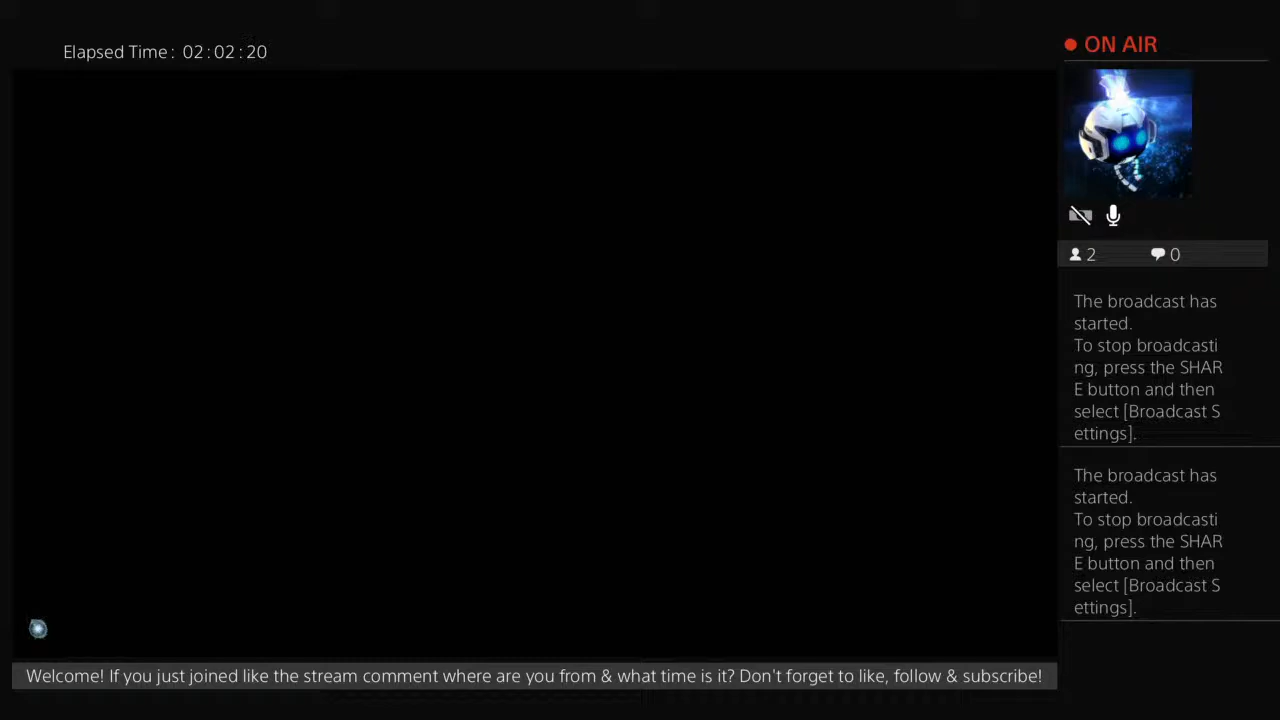 Elapsed Time: 02:02:20
ON AIR
2
0
The broadcast has
started.
To stop broadcasti
ng, press the SHAR
E button and then
select [Broadcast S
ettings].
The broadcast has
started.
To stop broadcasti
ng, press the SHAR
E button and then
select [Broadcast S
ettings].
Welcome! If you just joined like the stream comment where are you from & what time is it? Don't forget to like, follow & subscribe!